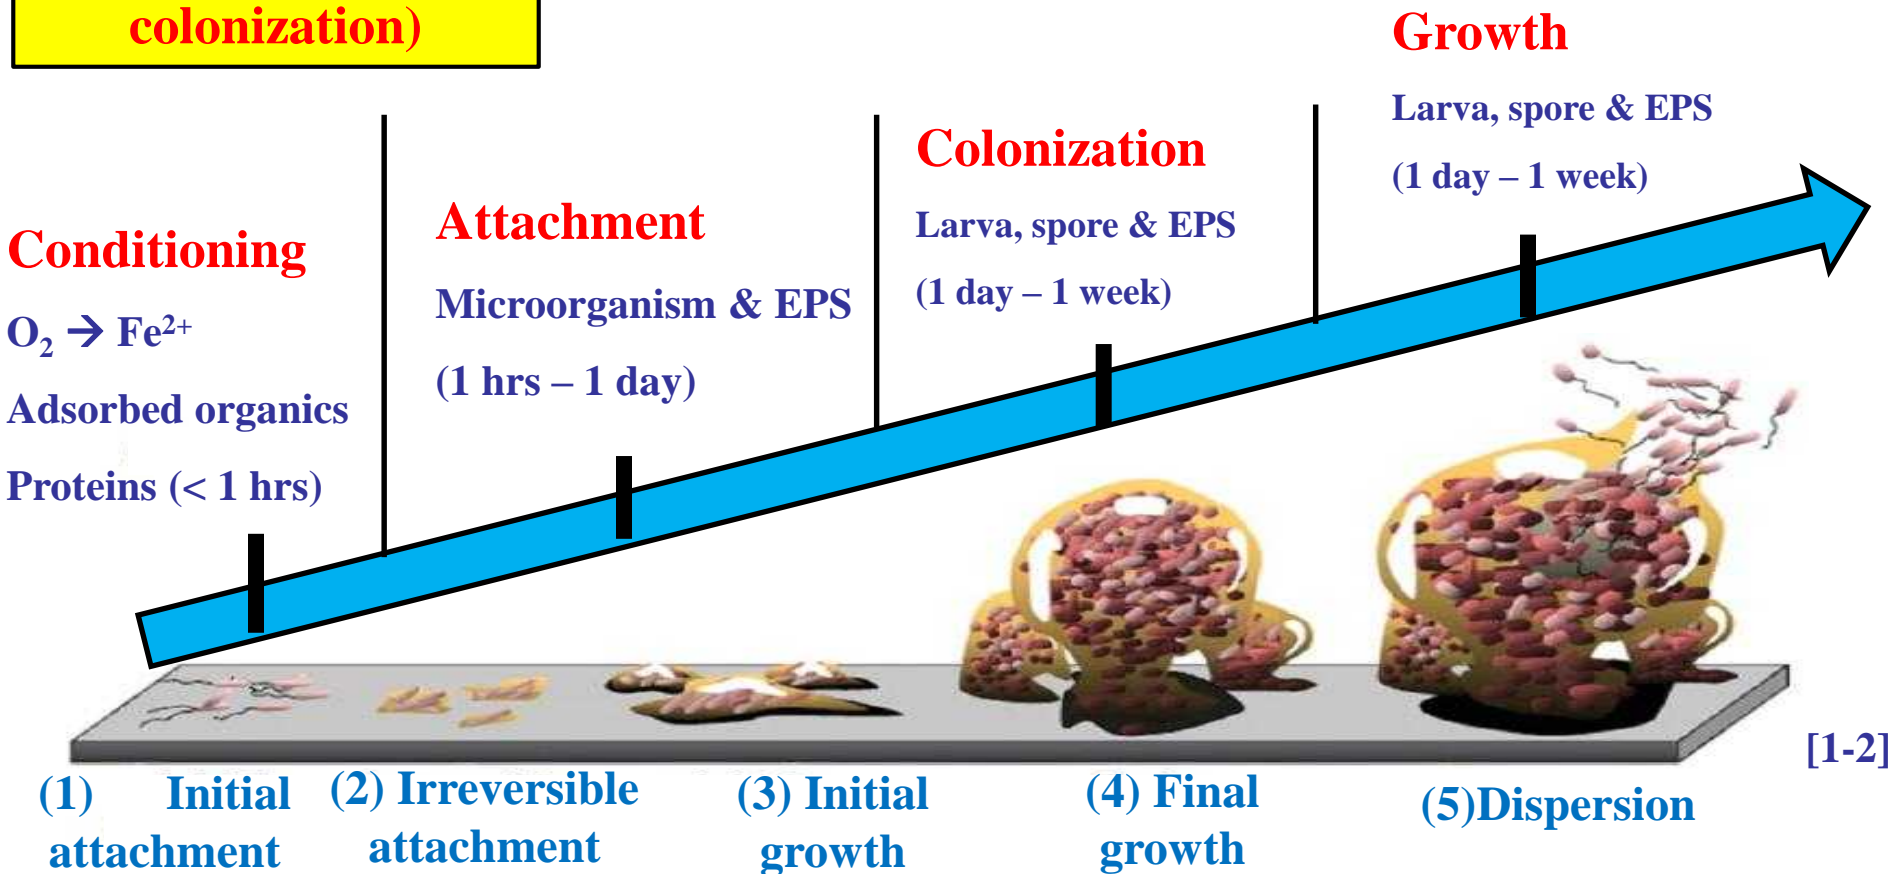 colonization)
Conditioning
O₂ → Fe²⁺
Adsorbed organics
Proteins (< 1 hrs)
Attachment
Microorganism & EPS
(1 hrs – 1 day)
Colonization
Larva, spore & EPS
(1 day – 1 week)
Growth
Larva, spore & EPS
(1 day – 1 week)
[1-2]
(1) Initial
attachment
(2) Irreversible
attachment
(3) Initial
growth
(4) Final
growth
(5)Dispersion